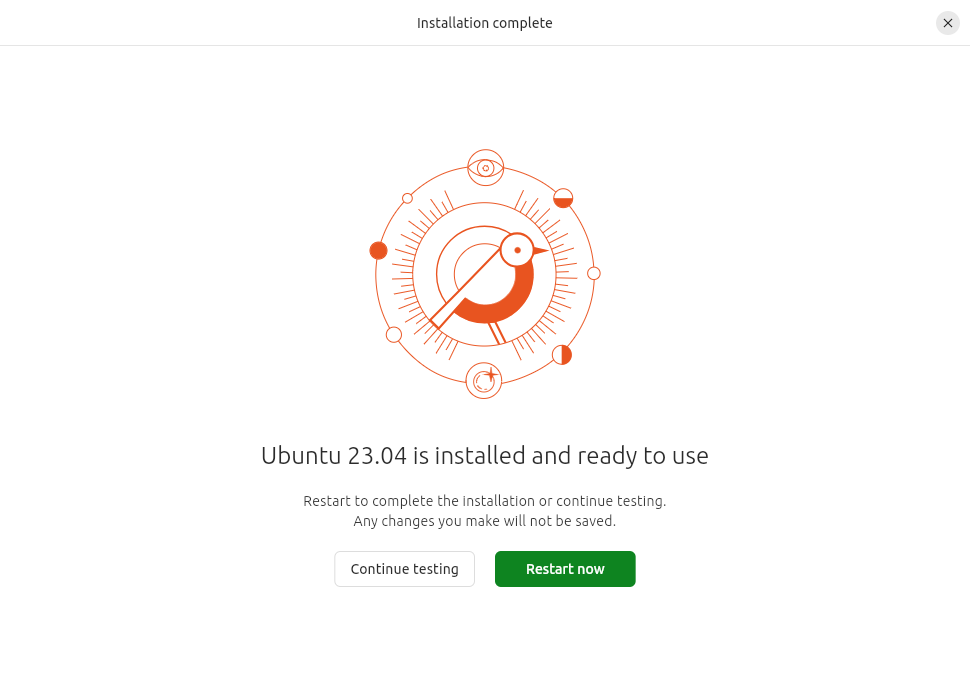 Installation complete
Ubuntu 23.04 is installed and ready to use
Restart to complete the installation or continue testing.
Any changes you make will not be saved.
Continue testing
Restart now